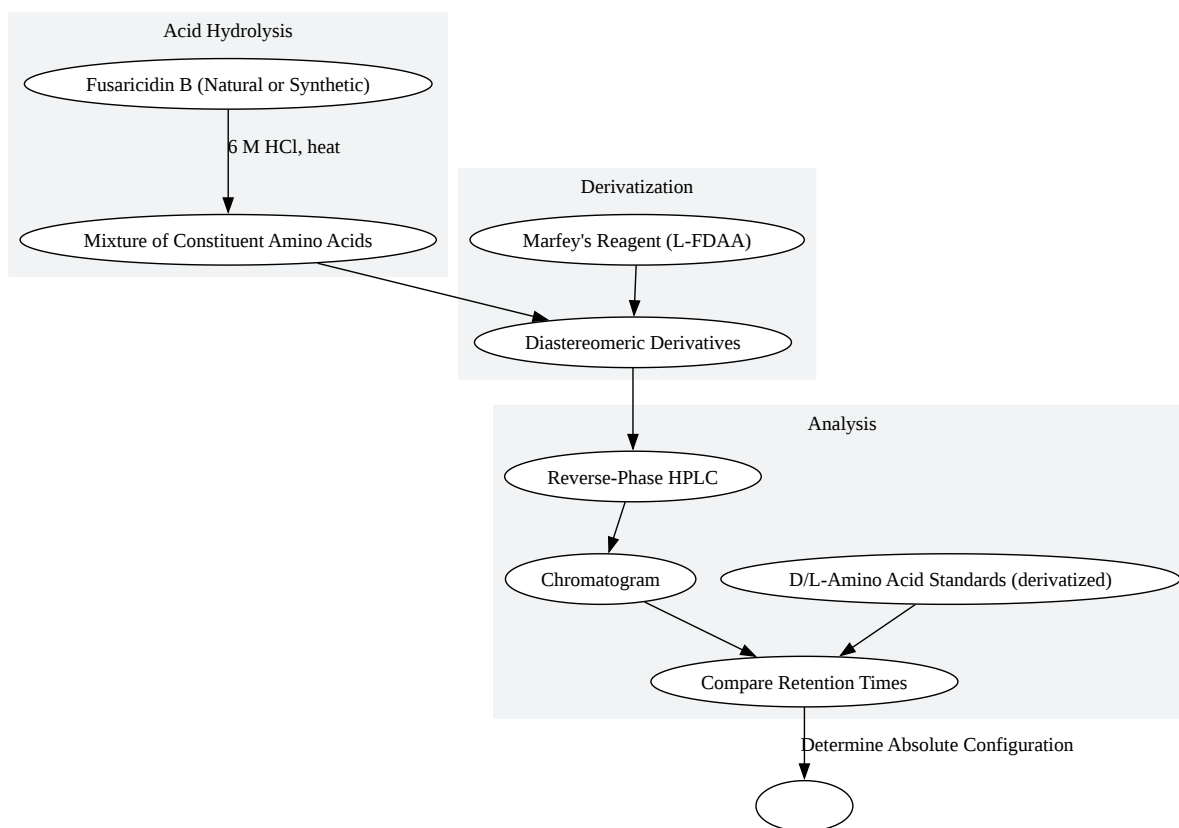 Acid Hydrolysis
Fusaricidin B (Natural or Synthetic)
6 M HCl, heat
Mixture of Constituent Amino Acids
Derivatization
Marfey's Reagent (L-FDAA)
Diastereomeric Derivatives
Analysis
Reverse-Phase HPLC
Chromatogram
D/L-Amino Acid Standards (derivatized)
Compare Retention Times
Determine Absolute Configuration